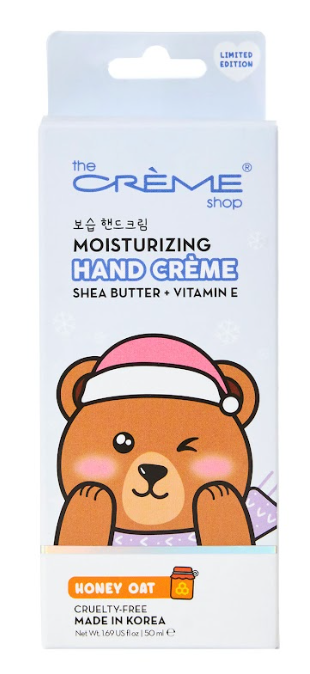 LIMITED
EDITION
the
CRÈME®
shop
보습 핸드크림
MOISTURIZING
HAND CRÈME
SHEA BUTTER + VITAMIN E
HONEY OAT
CRUELTY-FREE
MADE IN KOREA
Net Wt. 1.69 US fl oz | 50 ml ℮